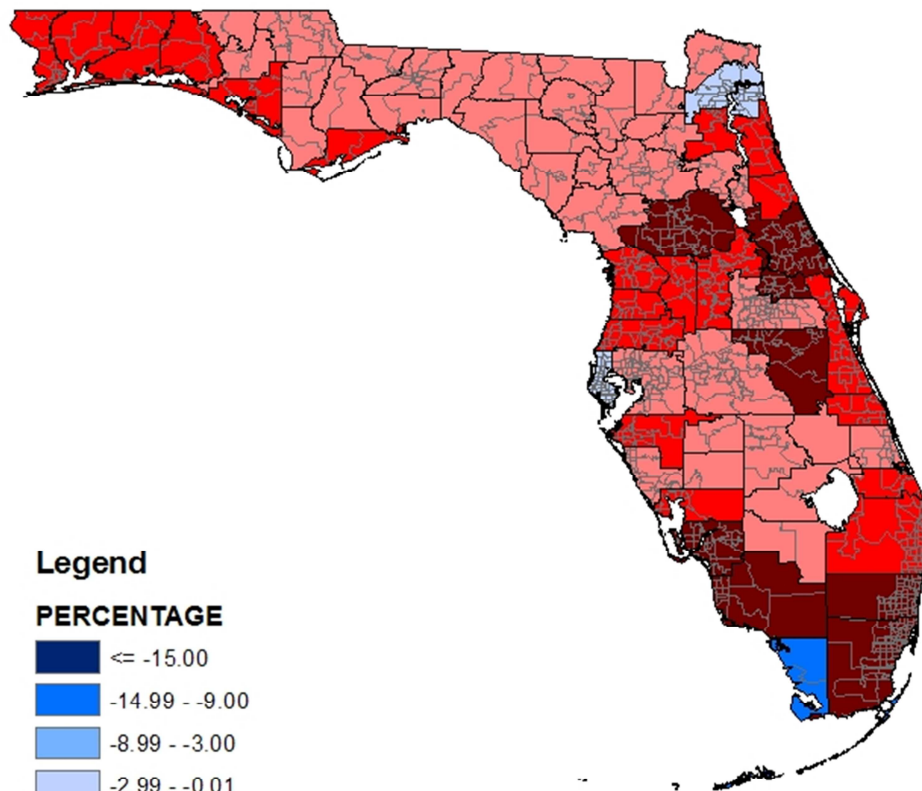 Legend
PERCENTAGE
<= -15.00
-14.99 - -9.00
-8.99 - -3.00
-2.99 - -0.01